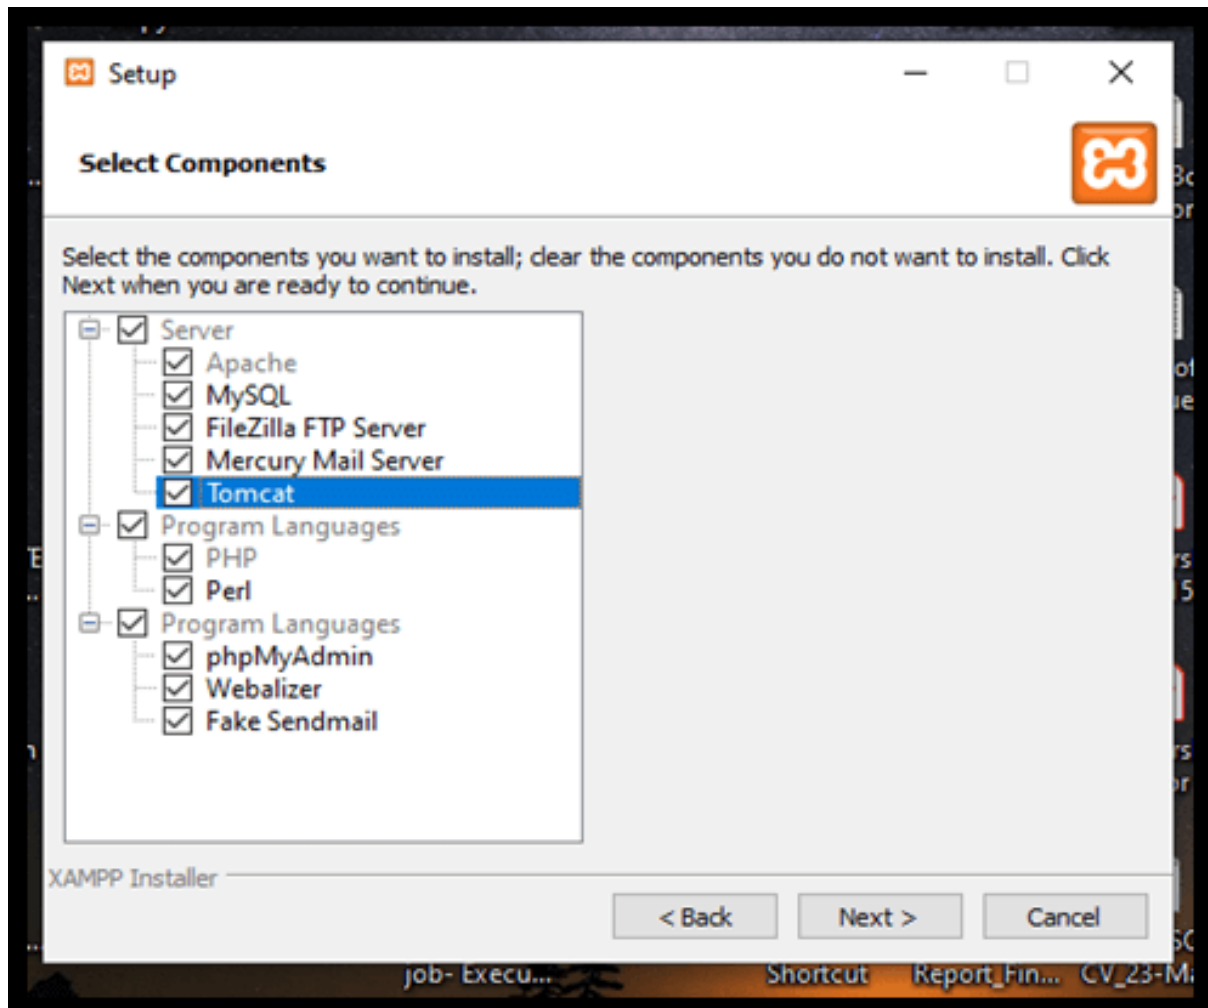 Setup
Select Components
Select the components you want to install; clear the components you do not want to install. Click
Next when you are ready to continue.
Server
Apache
MySQL
FileZilla FTP Server
Mercury Mail Server
Tomcat
Program Languages
PHP
Perl
Program Languages
phpMyAdmin
Webalizer
Fake Sendmail
XAMPP Installer
< Back
Next >
Cancel
job- Execu...
Shortcut
Report_Fin...